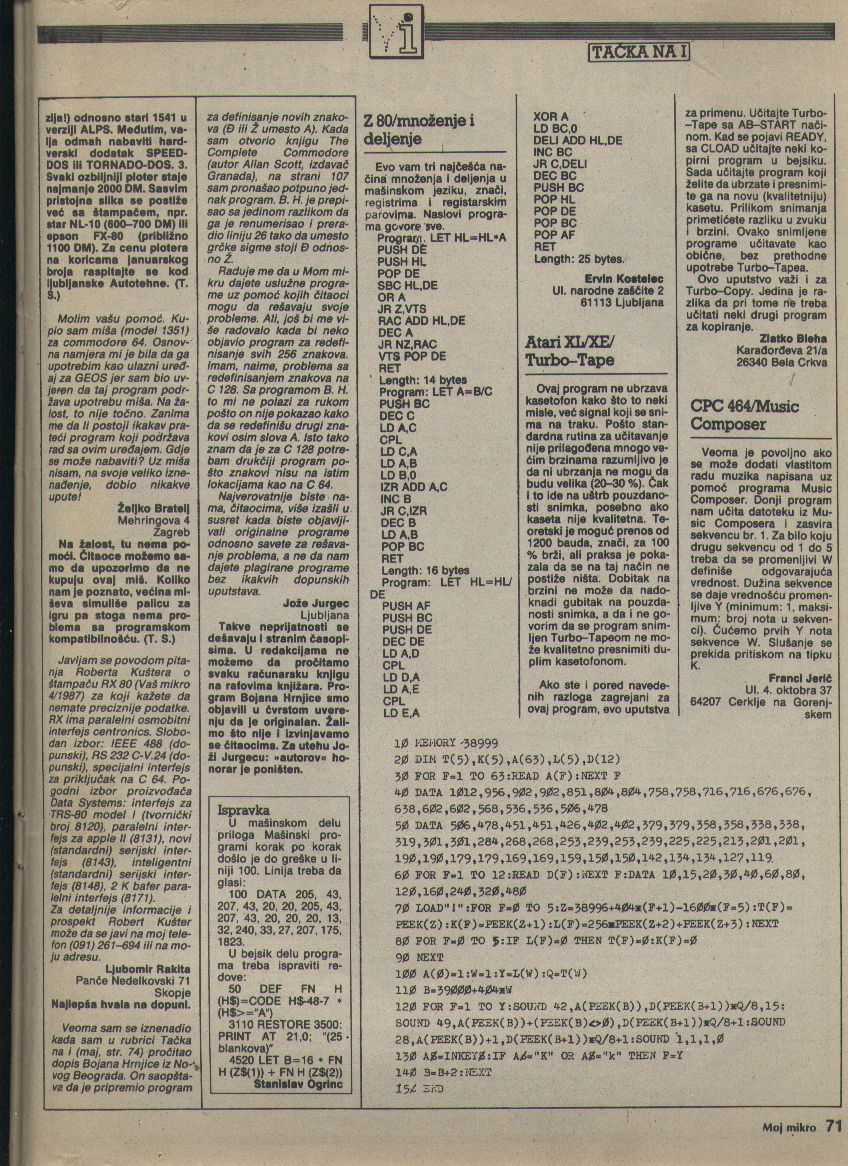 i
TAČKA NA I
zija!) odnosno stari 1541 u
verziji ALPS. Međutim, va-
lja odmah nabaviti hard-
verski dodatak SPEED-
DOS ili TORNADO-DOS. 3.
Svaki ozbiljniji ploter staje
najmanje 2000 DM. Sasvim
pristojna slika se postiže
već sa štampačem, npr.
star NL-10 (600–700 DM) ili
epson FX-80 (približno
1100 DM). Za cenu plotera
na koricama januarskog
broja raspitajte se kod
ljubljanske Autotehne. (T.
S.)
Molim vašu pomoć. Ku-
pio sam miša (model 1351)
za commodore 64. Osnov-
na namjera mi je bila da ga
upotrebim kao ulazni uređ-
aj za GEOS jer sam bio uv-
jeren da taj program podr-
žava upotrebu miša. Na ža-
lost, to nije točno. Zanima
me da li postoji ikakav pra-
teći program koji podržava
rad sa ovim uređajem. Gdje
se može nabaviti? Uz miša
nisam, na svoje veliko izne-
nađenje, dobio nikakve
upute!
Željko Bratelj
Mehringova 4
Zagreb
Na žalost, tu nema po-
moći. Čitaoce možemo sa-
mo da upozorimo da ne
kupuju ovaj miš. Koliko
nam je poznato, većina mi-
ševa simuliše palicu za
igru pa stoga nema pro-
blema sa programskom
kompatibilnošću. (T. S.)
Javljam se povodom pita-
nja Roberta Kuštera o
štampaču RX 80 (Vaš mikro
4/1987) za koji kažete da
nemate preciznije podatke.
RX ima paralelni osmobitni
interfejs centronics. Slobo-
dan izbor: IEEE 488 (do-
punski), RS 232 C-V.24 (do-
punski), specijalni interfejs
za priključak na C 64. Po-
godni izbor proizvođača
Data Systems: interfejs za
TRS-80 model I (tvornički
broj 8120), paralelni inter-
fejs za apple II (8131), novi
(standardni) serijski inter-
fejs (8143), inteligentni
(standardni) serijski inter-
fejs (8148), 2 K bafer para-
lelni interfejs (8171).
Za detaljnije informacije i
prospekt Robert Kušter
može da se javi na moj tele-
fon (091) 261–694 ili na mo-
ju adresu.
Ljubomir Rakita
Panče Nedelkovski 71
Skopje
Najlepša hvala na dopuni.
Veoma sam se iznenadio
kada sam u rubrici Tačka
na i (maj, str. 74) pročitao
dopis Bojana Hrnjice iz No-
vog Beograda. On saopšta-
va da je pripremio program
za definisanje novih znako-
va (Đ ili Ž umesto A). Kada
sam otvorio knjigu The
Complete Commodore
(autor Allan Scott, izdavač
Granada), na strani 107
sam pronašao potpuno jed-
nak program. B. H. je prepi-
sao sa jedinom razlikom da
ga je renumerisao i prera-
dio liniju 26 tako da umesto
grčke sigme stoji Đ odnos-
no Ž.
Raduje me da u Mom mi-
kru dajete uslužne progra-
me uz pomoć kojih čitaoci
mogu da rešavaju svoje
probleme. Ali, još bi me vi-
še radovalo kada bi neko
objavio program za redefi-
nisanje svih 256 znakova.
Imam, naime, problema sa
redefinisanjem znakova na
C 128. Sa programom B. H.
to mi ne polazi za rukom
pošto on nije pokazao kako
da se redefinišu drugi zna-
kovi osim slova A. Isto tako
znam da je za C 128 potre-
bam drukčiji program po-
što znakovi nisu na istim
lokacijama kao na C 64.
Najverovatnije biste na-
ma, čitaocima, više izašli u
susret kada biste objavlji-
vali originalne programe
odnosno savete za rešava-
nje problema, a ne da nam
dajete plagirane programe
bez ikakvih dopunskih
uputstava.
Jože Jurgec
Ljubljana
Takve neprijatnosti se
dešavaju i stranim časopi-
sima. U redakcijama ne
možemo da pročitamo
svaku računarsku knjigu
na rafovima knjižara. Pro-
gram Bojana Hrnjice smo
objavili u čvrstom uvere-
nju da je originalan. Žali-
mo što nije i izvinjavamo
se čitaocima. Za utehu Jo-
ži Jurgecu: »autorov« ho-
norar je poništen.
Ispravka
U mašinskom delu
priloga Mašinski pro-
grami korak po korak
došlo je do greške u li-
niji 100. Linija treba da
glasi:
100 DATA 205, 43,
207, 43, 20, 20, 205, 43,
207, 43, 20, 20, 20, 13,
32, 240, 33, 27, 207, 175,
1823.
U bejsik delu progra-
ma treba ispraviti re-
dove:
50 DEF FN H
(H$)=CODE H$-48-7 *
(H$>="A")
3110 RESTORE 3500:
PRINT AT 21,0; "(25
blankova)"
4520 LET B=16 * FN
H (Z$(1)) + FN H (Z$(2))
Stanislav Ogrinc
Z 80/množenje i
deljenje
Evo vam tri najčešća na-
čina množenja i deljenja u
mašinskom jeziku, znači,
registrima i registarskim
parovima. Naslovi progra-
ma govore sve.
Program: LET HL=HL*A
PUSH DE
PUSH HL
POP DE
SBC HL,DE
OR A
JR Z,VTS
RAC ADD HL,DE
DEC A
JR NZ,RAC
VTS POP DE
RET
Length: 14 bytes
Program: LET A=B/C
PUSH BC
DEC C
LD A,C
CPL
LD C,A
LD A,B
LD B,0
IZR ADD A,C
INC B
JR C,IZR
DEC B
LD A,B
POP BC
RET
Length: 16 bytes
Program: LET HL=HL/
DE
PUSH AF
PUSH BC
PUSH DE
DEC DE
LD A,D
CPL
LD D,A
LD A,E
CPL
LD E,A
XOR A
LD BC,0
DELI ADD HL,DE
INC BC
JR C,DELI
DEC BC
PUSH BC
POP HL
POP DE
POP BC
POP AF
RET
Length: 25 bytes.
Ervin Kostelec
Ul. narodne zaščite 2
61113 Ljubljana
Atari XL/XE/
Turbo–Tape
Ovaj program ne ubrzava
kasetofon kako što to neki
misle, već signal koji se sni-
ma na traku. Pošto stan-
dardna rutina za učitavanje
nije prilagođena mnogo ve-
ćim brzinama razumljivo je
da ni ubrzanja ne mogu da
budu velika (20–30 %). Čak
i to ide na uštrb pouzdano-
sti snimka, posebno ako
kaseta nije kvalitetna. Te-
oretski je moguć prenos od
1200 bauda, znači, za 100
% brži, ali praksa je poka-
zala da se na taj način ne
postiže ništa. Dobitak na
brzini ne može da nado-
knadi gubitak na pouzda-
nosti snimka, a da i ne go-
vorim da se program snim-
ljen Turbo–Tapeom ne mo-
že kvalitetno presnimiti du-
plim kasetofonom.
Ako ste i pored navede-
nih razloga zagrejani za
ovaj program, evo uputstva
za primenu. Učitajte Turbo-
–Tape sa AB–START nači-
nom. Kad se pojavi READY,
sa CLOAD učitajte neki ko-
pirni program u bejsiku.
Sada učitajte program koji
želite da ubrzate i presnimi-
te ga na novu (kvalitetniju)
kasetu. Prilikom snimanja
primetićete razliku u zvuku
i brzini. Ovako snimljene
programe učitavate kao
obične, bez prethodne
upotrebe Turbo–Tapea.
Ovo uputstvo važi i za
Turbo–Copy. Jedina je ra-
zlika da pri tome ne treba
učitati neki drugi program
za kopiranje.
Zlatko Bleha
Karađorđeva 21/a
26340 Bela Crkva
CPC 464/Music
Composer
Veoma je povoljno ako
se može dodati vlastitom
radu muzika napisana uz
pomoć programa Music
Composer. Donji program
nam učita datoteku iz Mu-
sic Composera i zasvira
sekvencu br. 1. Za bilo koju
drugu sekvencu od 1 do 5
treba da se promenljivi W
definiše odgovarajuća
vrednost. Dužina sekvence
se daje vrednošću promen-
ljive Y (minimum: 1, maksi-
mum: broj nota u sekven-
ci). Čućemo prvih Y nota
sekvence W. Slušanje se
prekida pritiskom na tipku
K.
Franci Jerič
Ul. 4. oktobra 37
64207 Cerklje na Gorenj-
skem
10 MEMORY 38999
20 DIM T(5),K(5),A(63),L(5),D(12)
30 FOR F=1 TO 63:READ A(F):NEXT F
40 DATA 1012,956,902,902,851,804,804,758,758,716,716,676,676,
638,602,602,568,536,536,506,478
50 DATA 506,478,451,451,426,402,402,379,379,358,358,338,338,
319,301,301,284,268,268,253,239,253,239,225,225,213,201,201,
190,190,179,179,169,169,159,150,150,142,134,134,127,119
60 FOR F=1 TO 12:READ D(F):NEXT F:DATA 10,15,20,30,40,60,80,
120,160,240,320,480
70 LOAD"!":FOR F=0 TO 5:Z=38996+404*(F+1)-1600*(F=5):T(F)=
PEEK(Z):K(F)=PEEK(Z+1):L(F)=256*PEEK(Z+2)+PEEK(Z+3):NEXT
80 FOR F=0 TO 5:IF L(F)=0 THEN T(F)=0:K(F)=0
90 NEXT
100 A(0)=1:W=1:Y=L(W):Q=T(W)
110 B=39000+404*W
120 FOR F=1 TO Y:SOUND 42,A(PEEK(B)),D(PEEK(B+1))*Q/8,15:
SOUND 49,A(PEEK(B))+(PEEK(B)<>0),D(PEEK(B+1))*Q/8+1:SOUND
28,A(PEEK(B))+1,D(PEEK(B+1))*Q/8+1:SOUND 1,1,1,0
130 A$=INKEY$:IF A$="K" OR A$="k" THEN F=Y
140 B=B+2:NEXT
150 END
Moj mikro 71